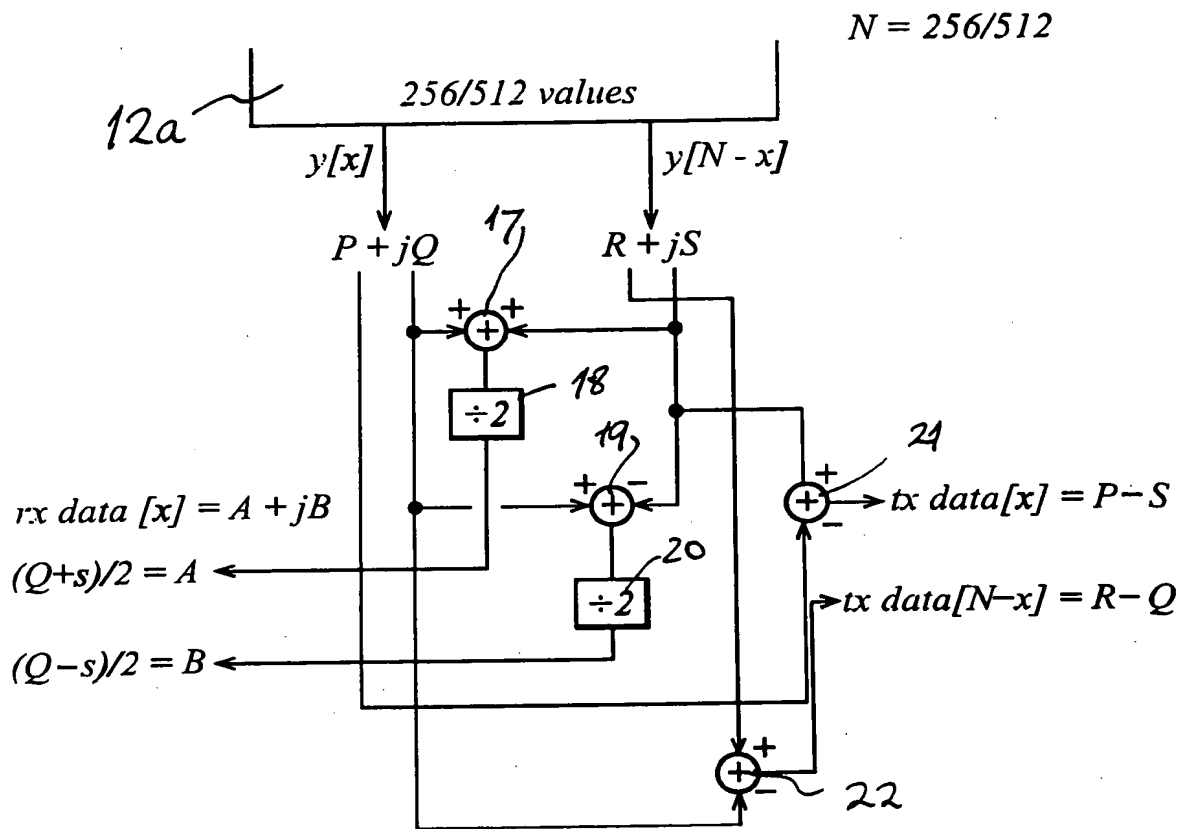 N = 256/512
256/512 values
12a
y[x]
y[N - x]
P + jQ
17
R + jS
+ +
+
÷2
18
19
+ −
+
21
+
+
−
rx data [x] = A + jB
tx data[x] = P−S
20
(Q+s)/2 = A
÷2
tx data[N−x] = R−Q
(Q−s)/2 = B
+
+
−
22